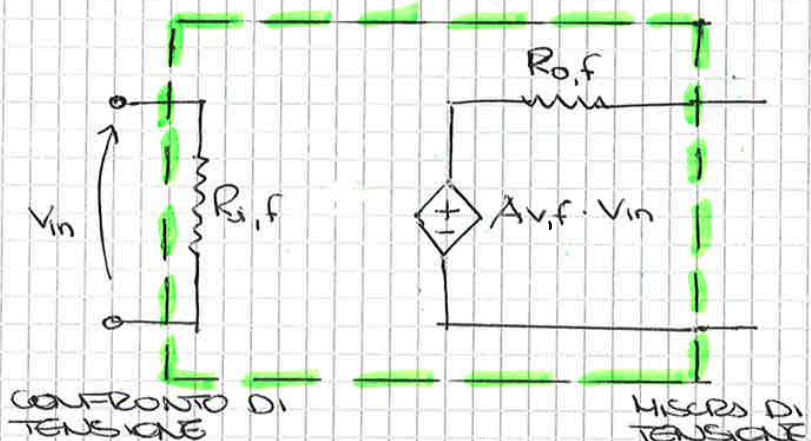 Ro,f
Vin
Ri,f
+
-
Av,f · Vin
CONFRONTO DI
TENSIONE
MISURA DI
TENSIONE